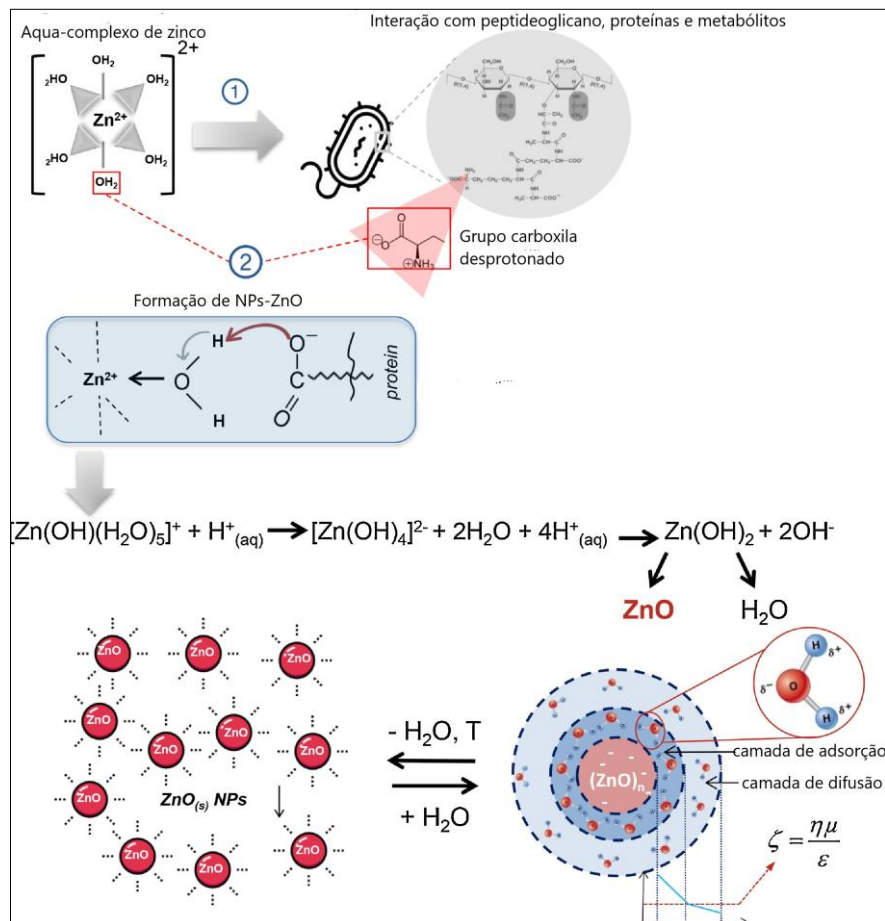 Aqua-complexo de zinco
Interação com peptideoglicano, proteínas e metabólitos
2+
OH₂
₂HO
OH₂
Zn²⁺
₂HO
OH₂
OH₂
1
Grupo carboxila
desprotonado
O
⊖O
NH₃
⊕
2
Formação de NPs-ZnO
H
O⁻
Zn²⁺
O
C
H
O
protein
[Zn(OH)(H₂O)₅]⁺ + H⁺(aq) → [Zn(OH)₄]²⁻ + 2H₂O + 4H⁺(aq) → Zn(OH)₂ + 2OH⁻
ZnO
H₂O
H
δ⁺
δ⁻
O
H
δ⁺
ZnO
ZnO
ZnO
ZnO
ZnO
ZnO
ZnO
ZnO
ZnO
ZnO
ZnO
ZnO(s) NPs
- H₂O, T
+ H₂O
(ZnO)n
camada de adsorção
camada de difusão
ζ = ημ/ε